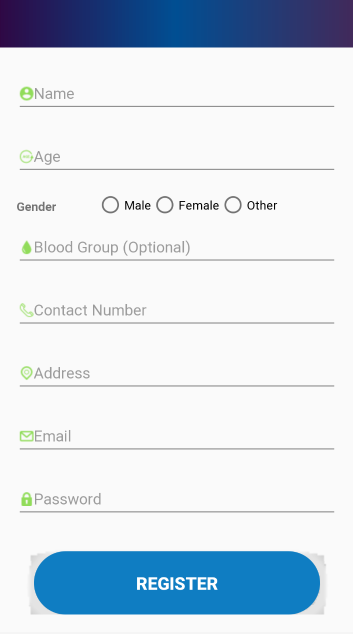 Name
Age
Gender Male Female Other
Blood Group (Optional)
Contact Number
Address
Email
Password
REGISTER